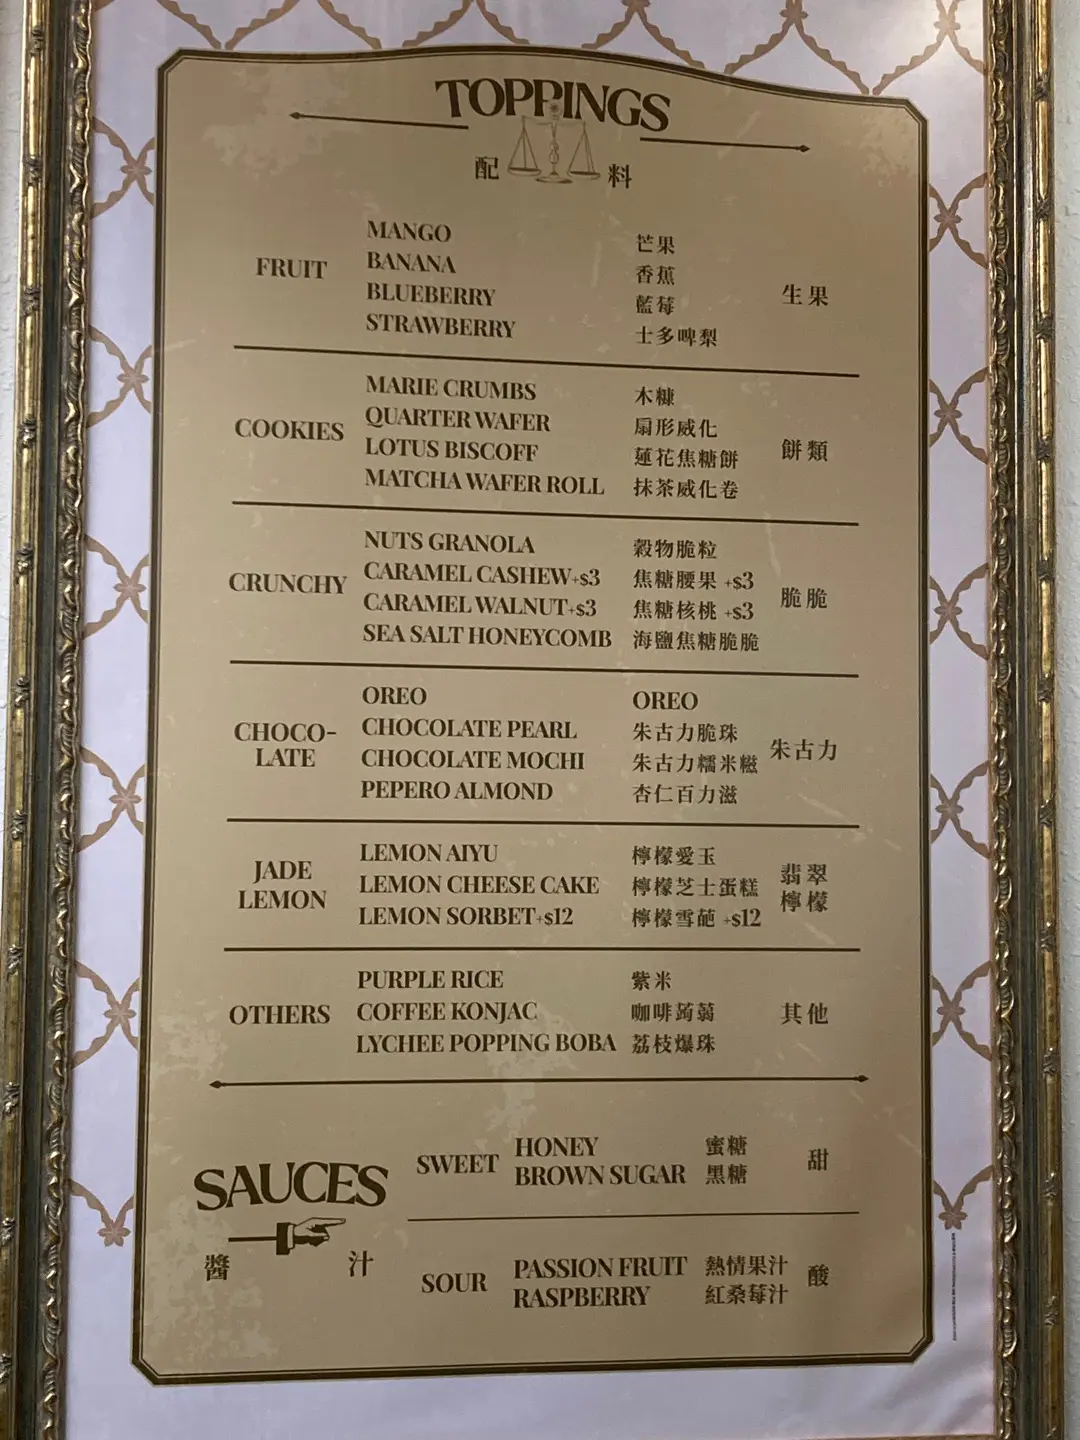 TOPPINGS
配 料
FRUIT
MANGO 芒果
BANANA 香蕉
BLUEBERRY 藍莓
STRAWBERRY 士多啤梨
生果
COOKIES
MARIE CRUMBS 木糠
QUARTER WAFER 扇形威化
LOTUS BISCOFF 蓮花焦糖餅
MATCHA WAFER ROLL 抹茶威化卷
餅類
CRUNCHY
NUTS GRANOLA 穀物脆粒
CARAMEL CASHEW+$3 焦糖腰果 +$3
CARAMEL WALNUT+$3 焦糖核桃 +$3
SEA SALT HONEYCOMB 海鹽焦糖脆脆
脆脆
CHOCO-
LATE
OREO OREO
CHOCOLATE PEARL 朱古力脆珠
CHOCOLATE MOCHI 朱古力糯米糍
PEPERO ALMOND 杏仁百力滋
朱古力
JADE
LEMON
LEMON AIYU 檸檬愛玉
LEMON CHEESE CAKE 檸檬芝士蛋糕
LEMON SORBET+$12 檸檬雪葩 +$12
翡翠
檸檬
OTHERS
PURPLE RICE 紫米
COFFEE KONJAC 咖啡蒟蒻
LYCHEE POPPING BOBA 荔枝爆珠
其他
SAUCES
醬 汁
SWEET
HONEY 蜜糖
BROWN SUGAR 黑糖
甜
SOUR
PASSION FRUIT 熱情果汁
RASPBERRY 紅桑莓汁
酸